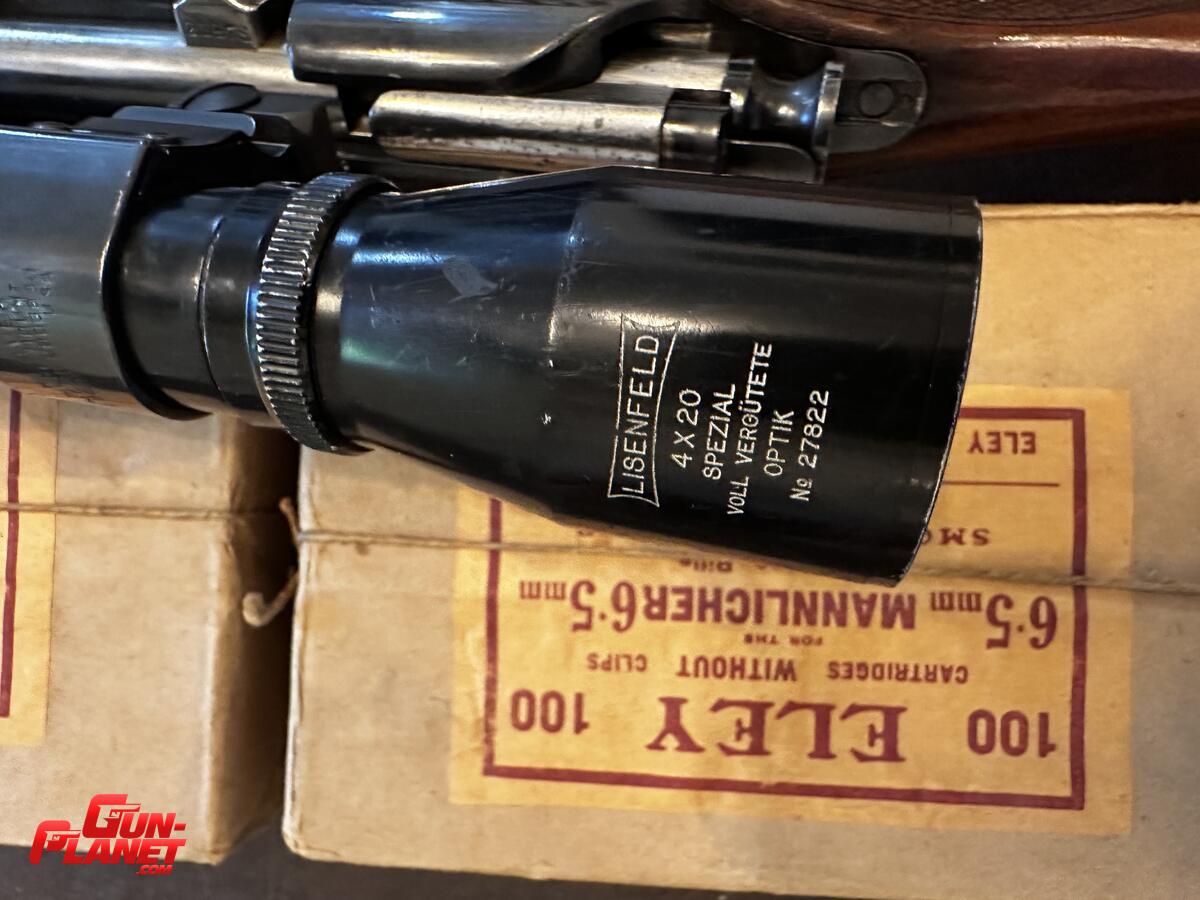 LISENFELD
4 X 20
SPEZIAL
VOLL VERGÜTETE
OPTIK
No 27822
100 ELEY 100
CARTRIDGES WITHOUT CLIPS
FOR THE
6·5mm MANNLICHER 6·5mm
ELEY
GUN-
PLANET
.COM